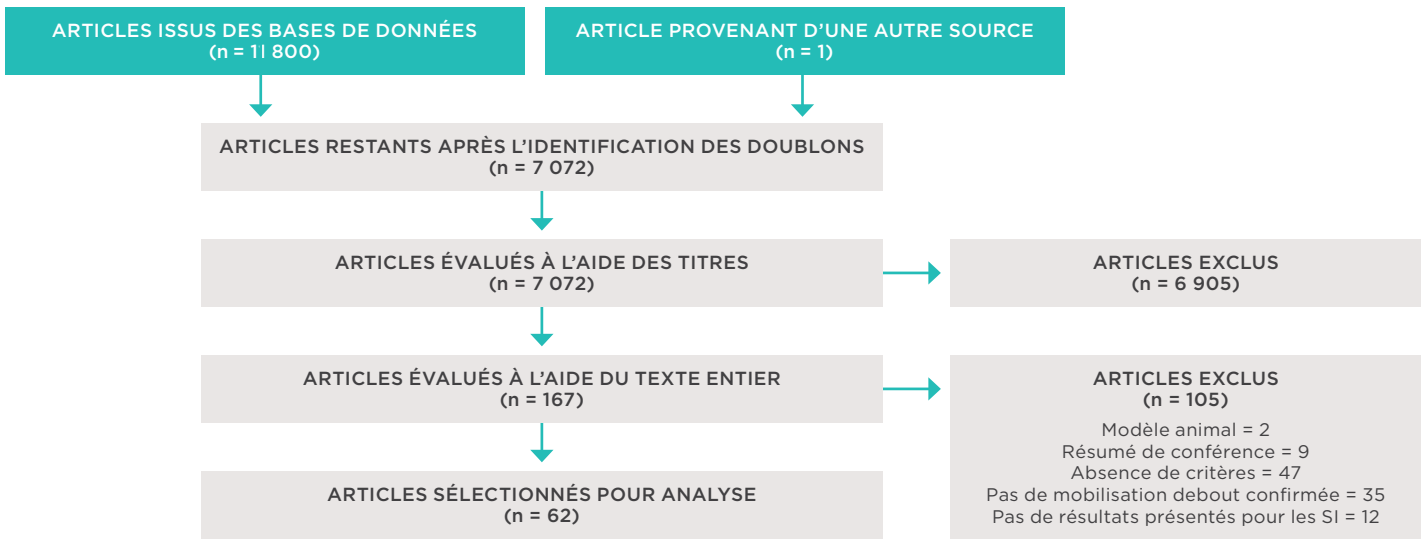 ARTICLES ISSUS DES BASES DE DONNÉES
(n = 11 800)
ARTICLE PROVENANT D'UNE AUTRE SOURCE
(n = 1)
ARTICLES RESTANTS APRÈS L'IDENTIFICATION DES DOUBLONS
(n = 7 072)
ARTICLES ÉVALUÉS À L'AIDE DES TITRES
(n = 7 072)
ARTICLES EXCLUS
(n = 6 905)
ARTICLES ÉVALUÉS À L'AIDE DU TEXTE ENTIER
(n = 167)
ARTICLES EXCLUS
(n = 105)
Modèle animal = 2
Résumé de conférence = 9
Absence de critères = 47
Pas de mobilisation debout confirmée = 35
Pas de résultats présentés pour les SI = 12
ARTICLES SÉLECTIONNÉS POUR ANALYSE
(n = 62)